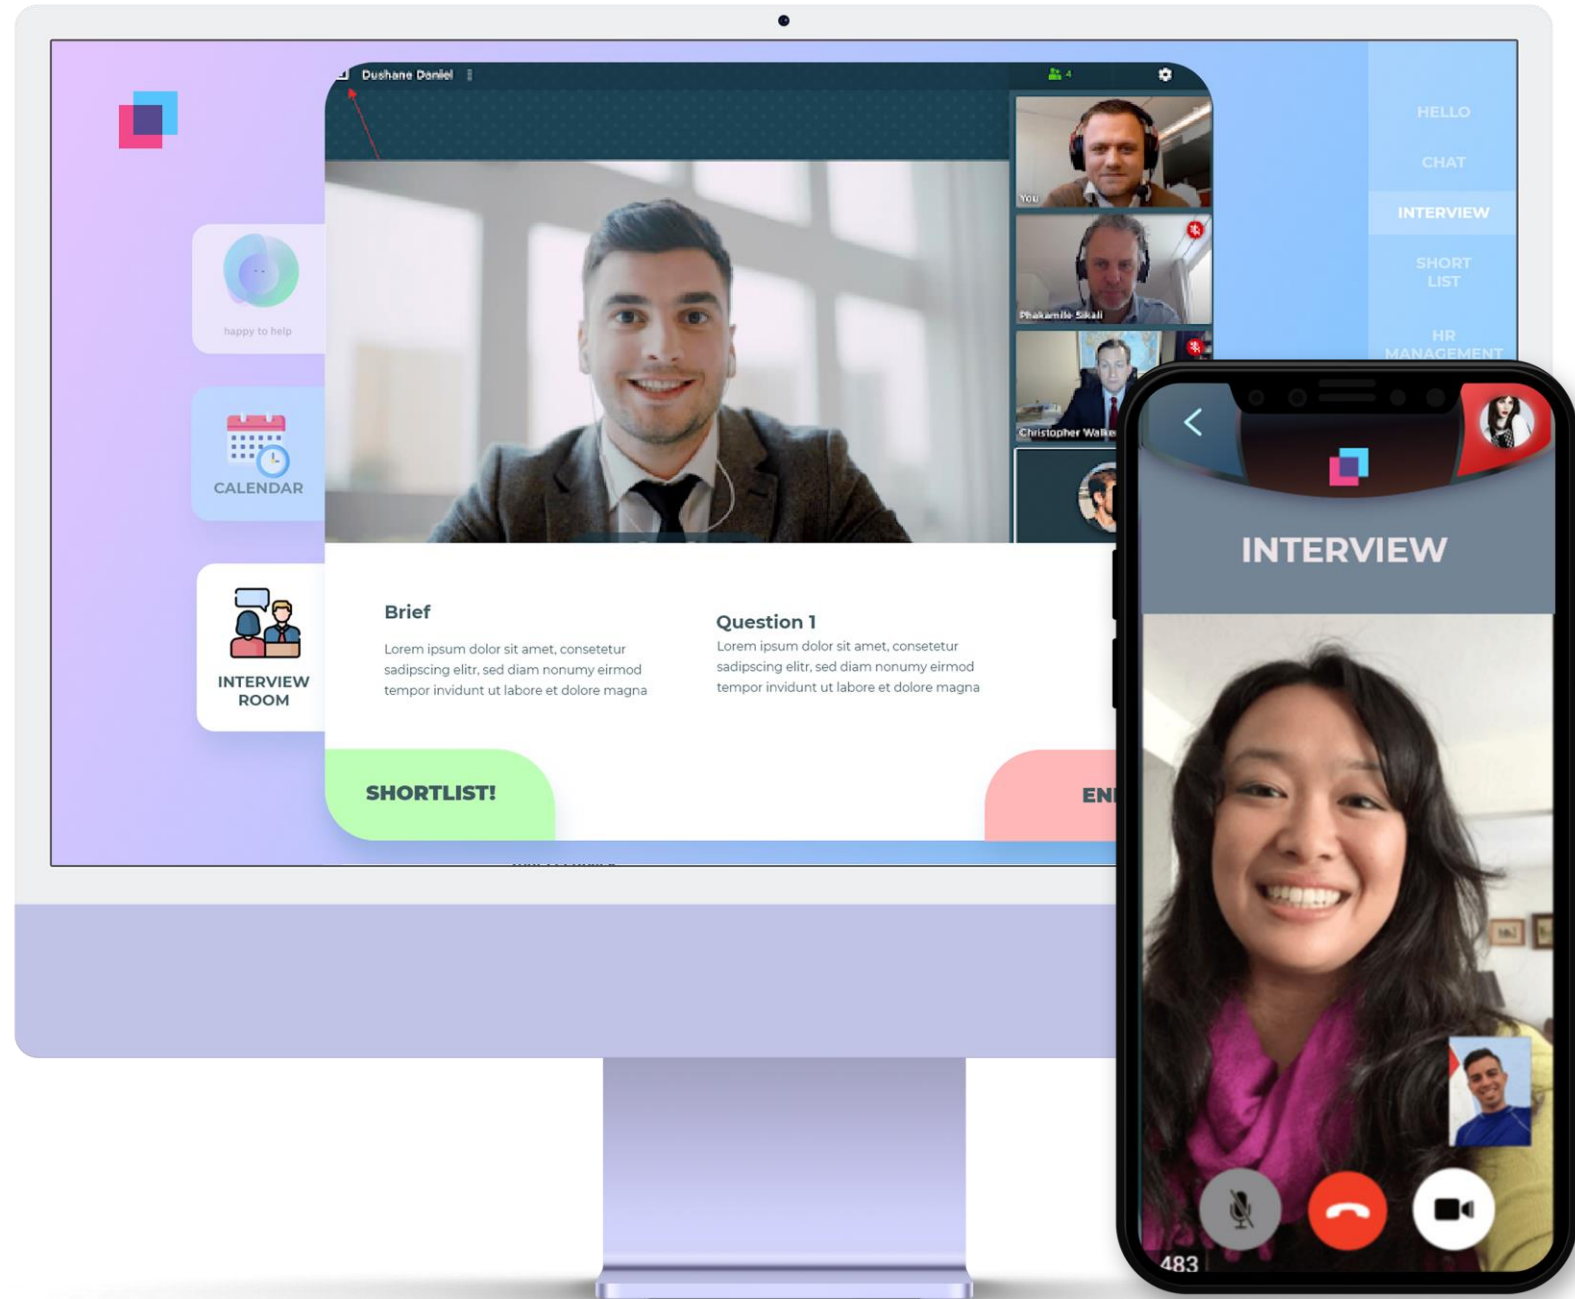 Dushane Daniel
4
You
Phakamile Sikali
HELLO
CHAT
INTERVIEW
SHORT
LIST
HR
MANAGEMENT
happy to help
CALENDAR
INTERVIEW
ROOM
Brief
Lorem ipsum dolor sit amet, consetetur
sadipscing elitr, sed diam nonumy eirmod
tempor invidunt ut labore et dolore magna
Question 1
Lorem ipsum dolor sit amet, consetetur
sadipscing elitr, sed diam nonumy eirmod
tempor invidunt ut labore et dolore magna
SHORTLIST!
Christopher
INTERVIEW
483